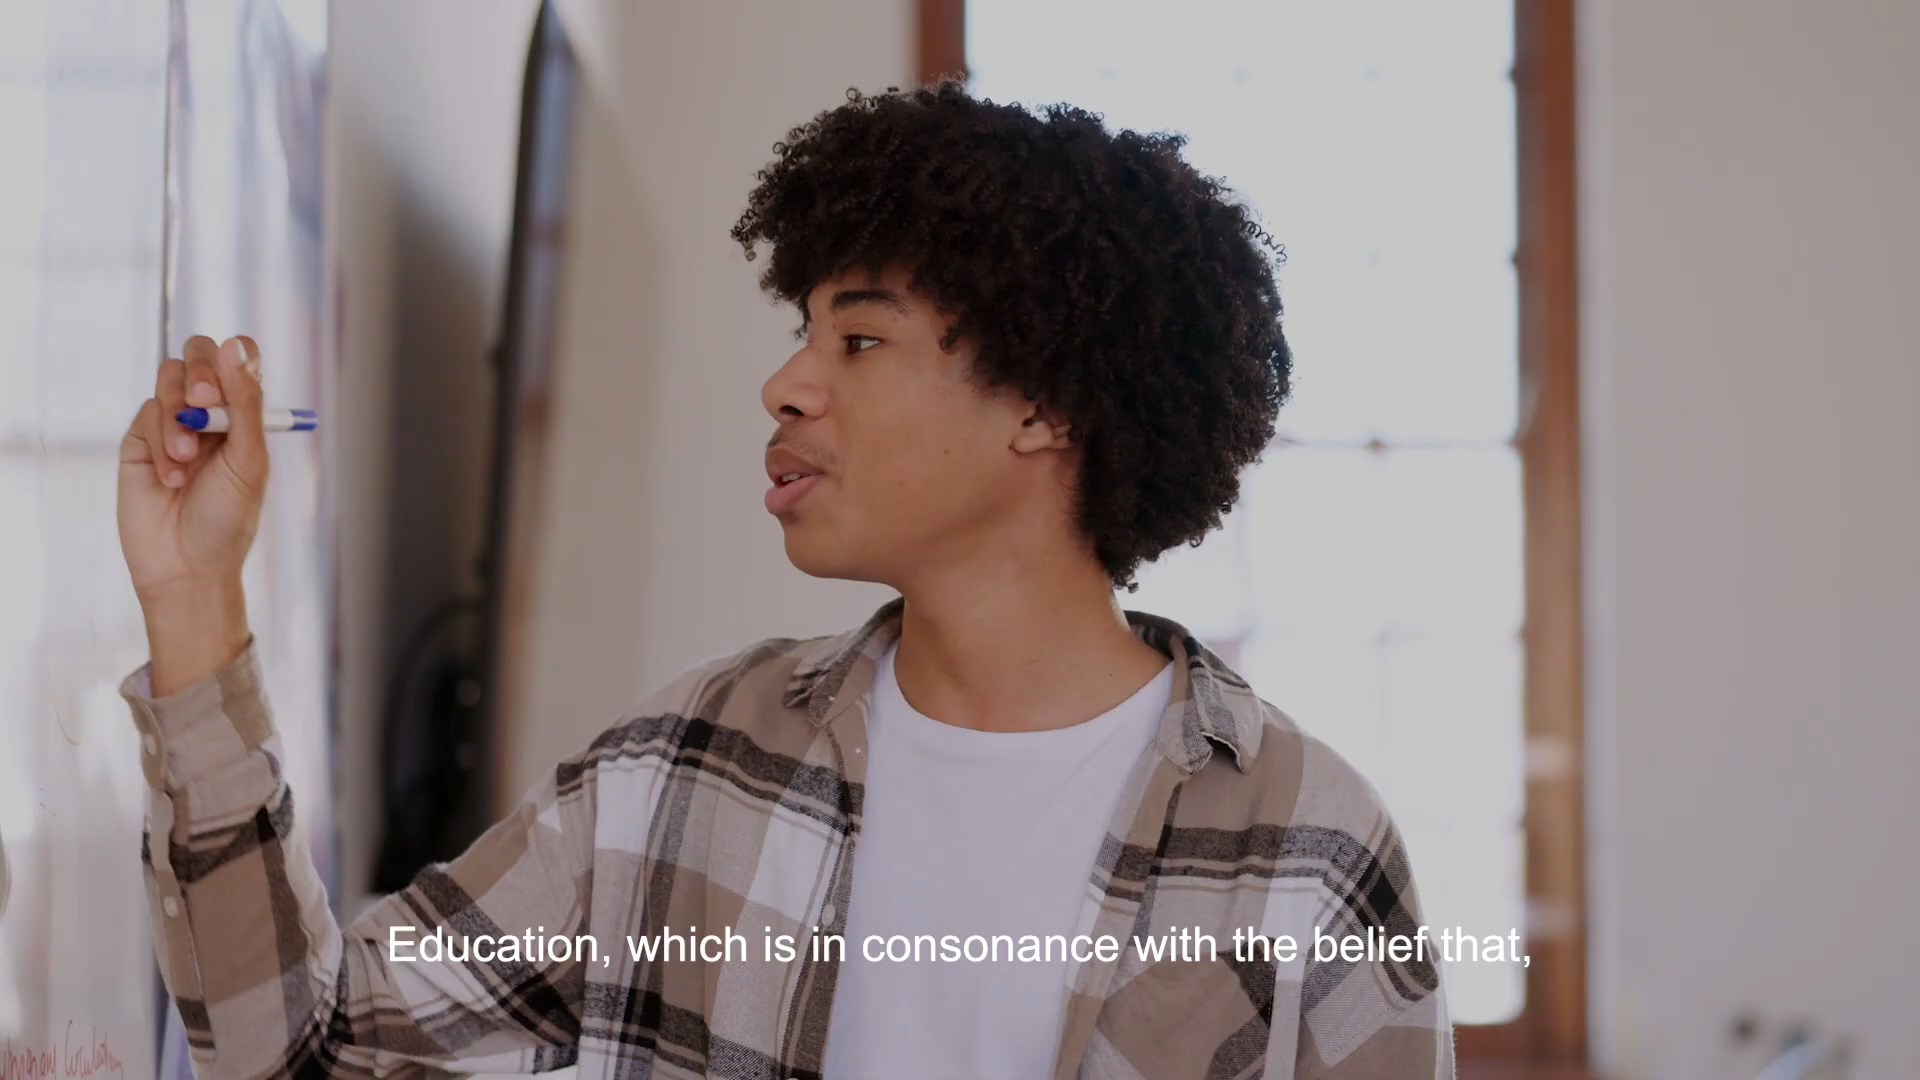 Education, which is in consonance with the belief that,